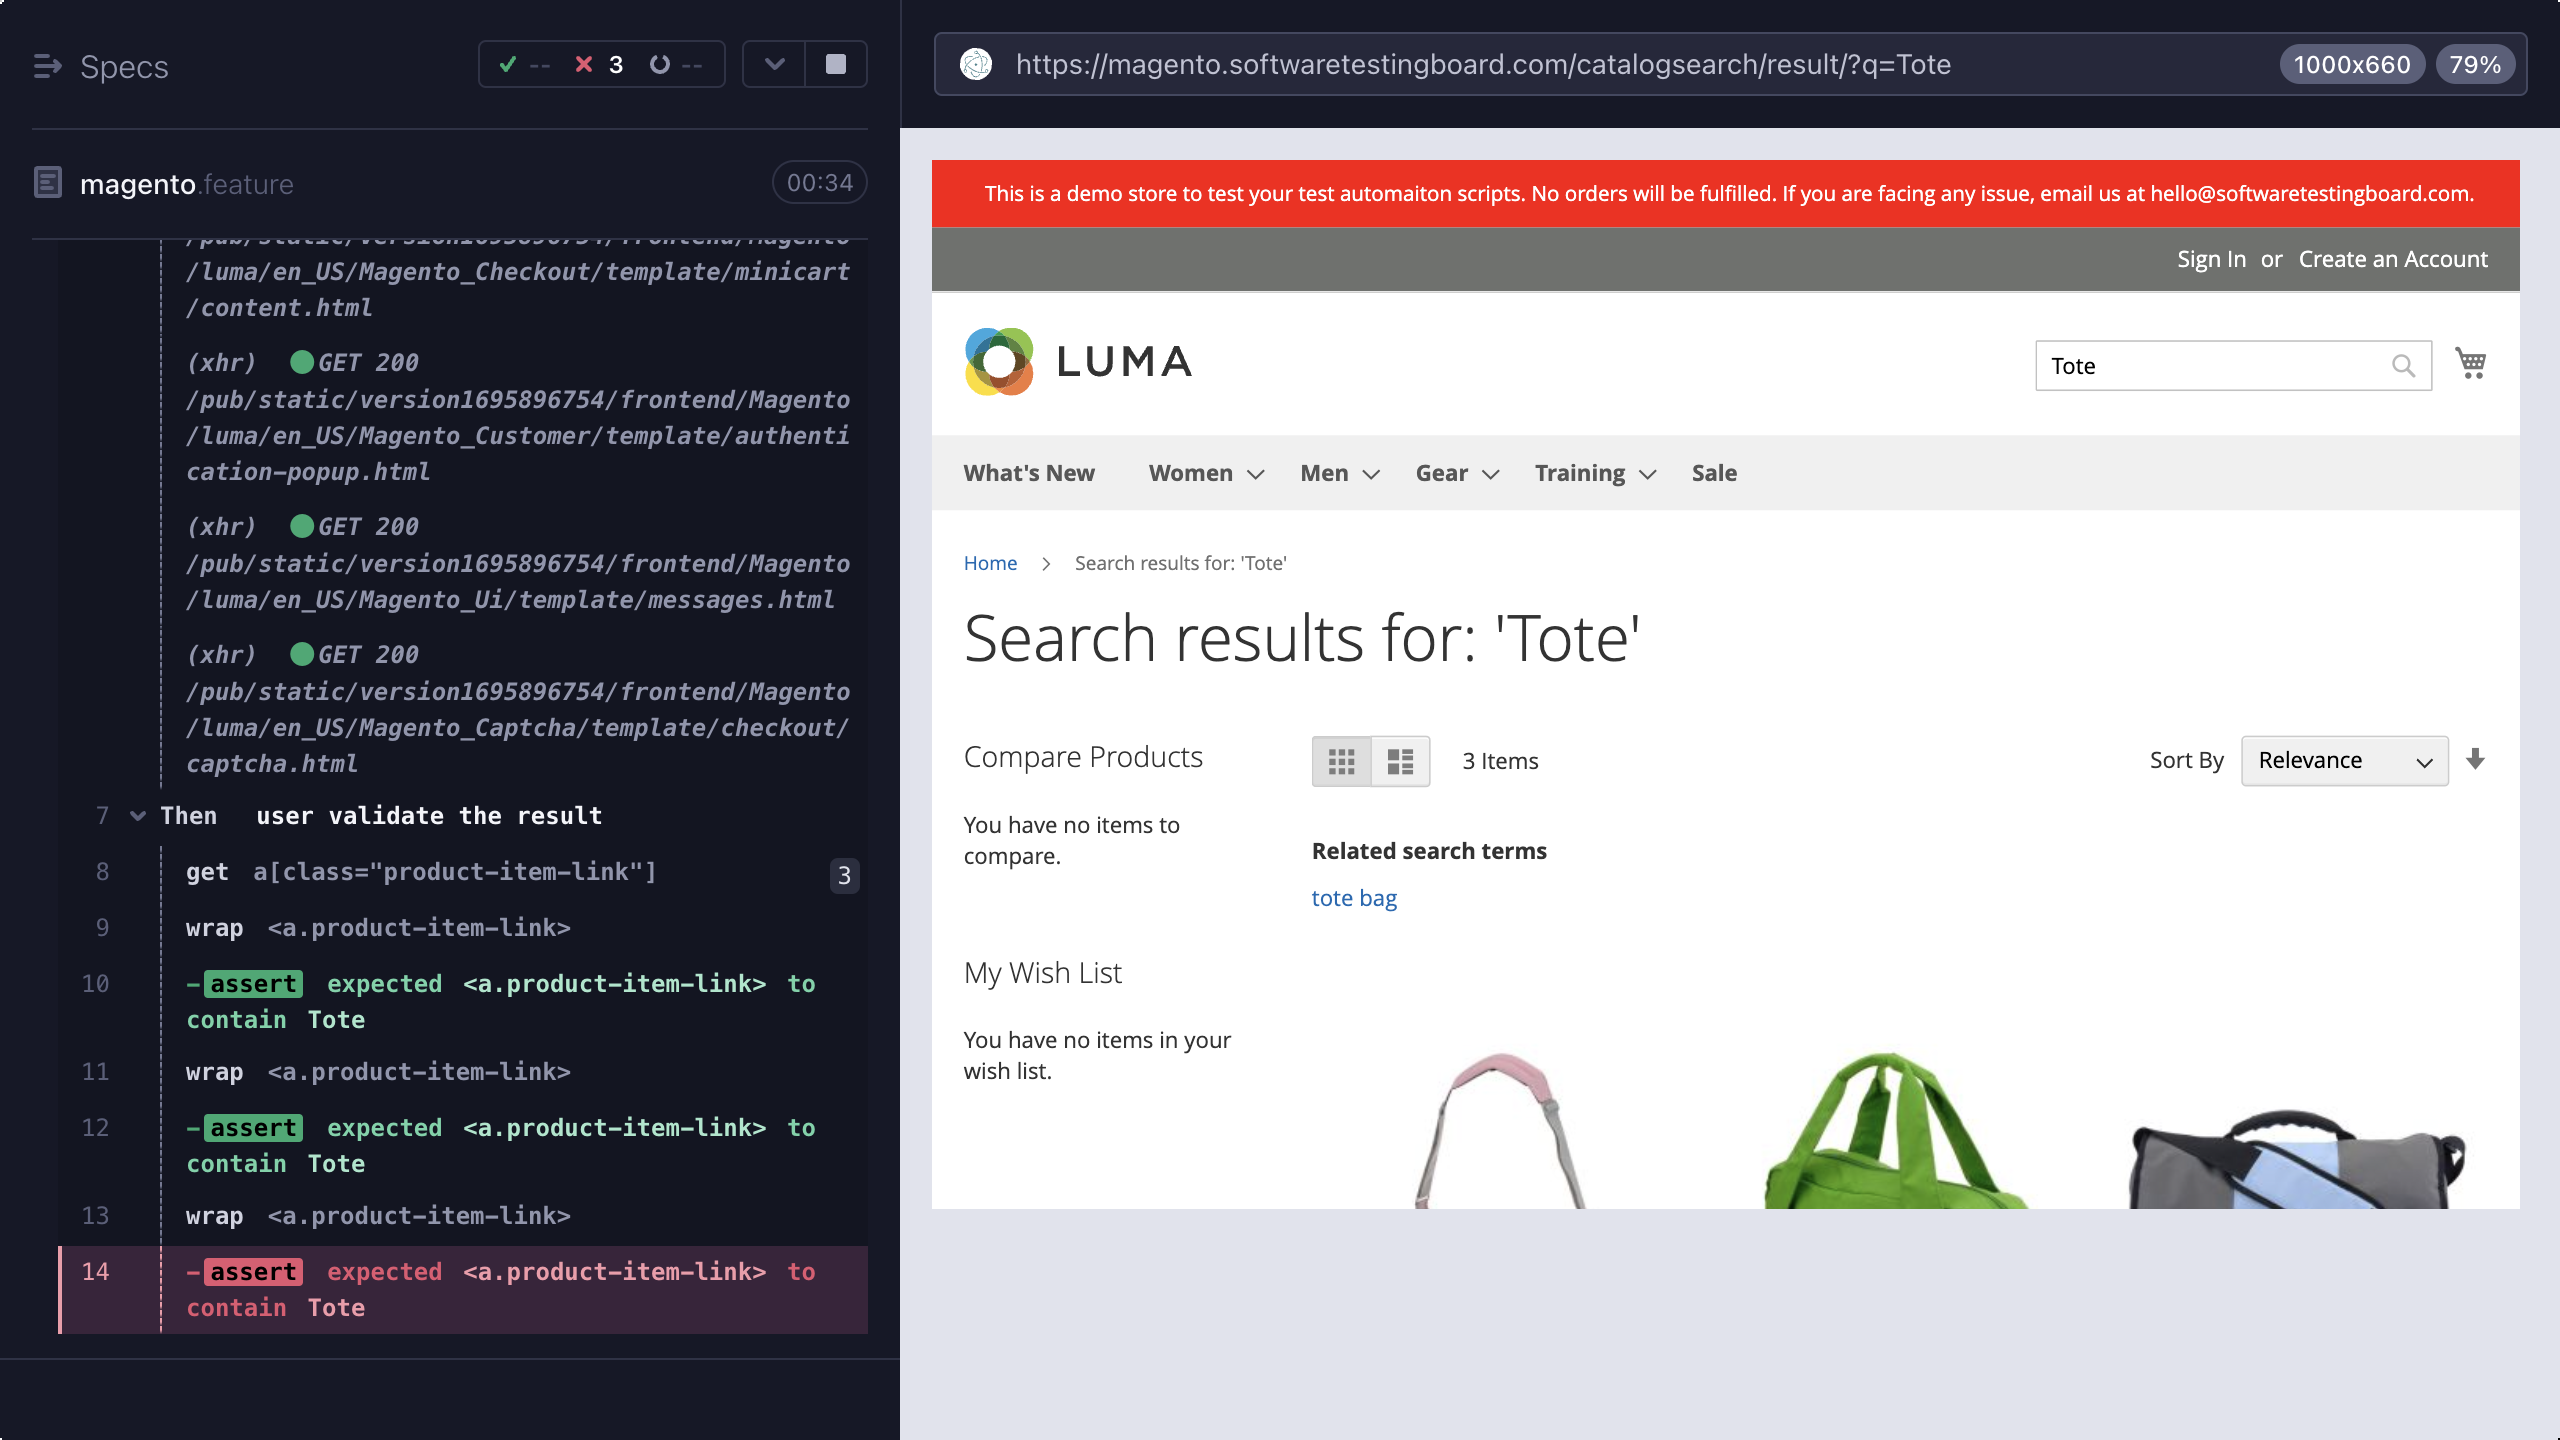 Specs
-- 3 --
magento.feature
00:34
/pub/static/version1695896754/frontend/Magento
/luma/en_US/Magento_Checkout/template/minicart
/content.html
(xhr) GET 200
/pub/static/version1695896754/frontend/Magento
/luma/en_US/Magento_Customer/template/authenti
cation-popup.html
(xhr) GET 200
/pub/static/version1695896754/frontend/Magento
/luma/en_US/Magento_Ui/template/messages.html
(xhr) GET 200
/pub/static/version1695896754/frontend/Magento
/luma/en_US/Magento_Captcha/template/checkout/
captcha.html
7 Then user validate the result
8 get a[class="product-item-link"] 3
9 wrap <a.product-item-link>
10 -assert expected <a.product-item-link> to
contain Tote
11 wrap <a.product-item-link>
12 -assert expected <a.product-item-link> to
contain Tote
13 wrap <a.product-item-link>
14 -assert expected <a.product-item-link> to
contain Tote
https://magento.softwaretestingboard.com/catalogsearch/result/?q=Tote
1000x660 79%
This is a demo store to test your test automaiton scripts. No orders will be fulfilled. If you are facing any issue, email us at hello@softwaretestingboard.com.
Sign In or Create an Account
LUMA
Tote
What's New Women Men Gear Training Sale
Home > Search results for: 'Tote'
Search results for: 'Tote'
Compare Products
You have no items to
compare.
My Wish List
You have no items in your
wish list.
3 Items
Sort By Relevance
Related search terms
tote bag